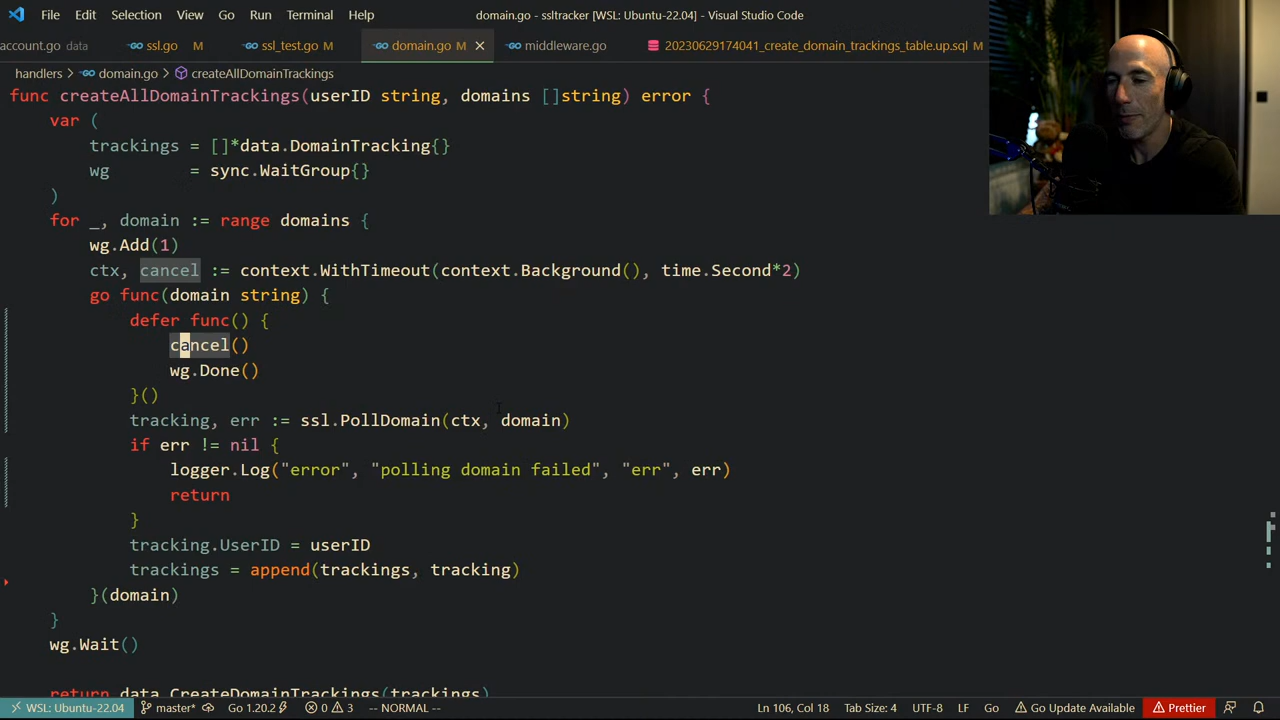 File Edit Selection View Go Run Terminal Help domain.go - ssltracker [WSL: Ubuntu-22.04] - Visual Studio Code
account.go data ssl.go M ssl_test.go M domain.go M middleware.go 20230629174041_create_domain_trackings_table.up.sql M
handlers > domain.go > createAllDomainTrackings
func createAllDomainTrackings(userID string, domains []string) error {
var (
trackings = []*data.DomainTracking{}
wg = sync.WaitGroup{}
)
for _, domain := range domains {
wg.Add(1)
ctx, cancel := context.WithTimeout(context.Background(), time.Second*2)
go func(domain string) {
defer func() {
cancel()
wg.Done()
}()
tracking, err := ssl.PollDomain(ctx, domain)
if err != nil {
logger.Log("error", "polling domain failed", "err", err)
return
}
tracking.UserID = userID
trackings = append(trackings, tracking)
}(domain)
}
wg.Wait()
return data.CreateDomainTrackings(trackings)
WSL: Ubuntu-22.04 master* Go 1.20.2 0 3 -- NORMAL -- Ln 106, Col 18 Tab Size: 4 UTF-8 LF Go Go Update Available Prettier